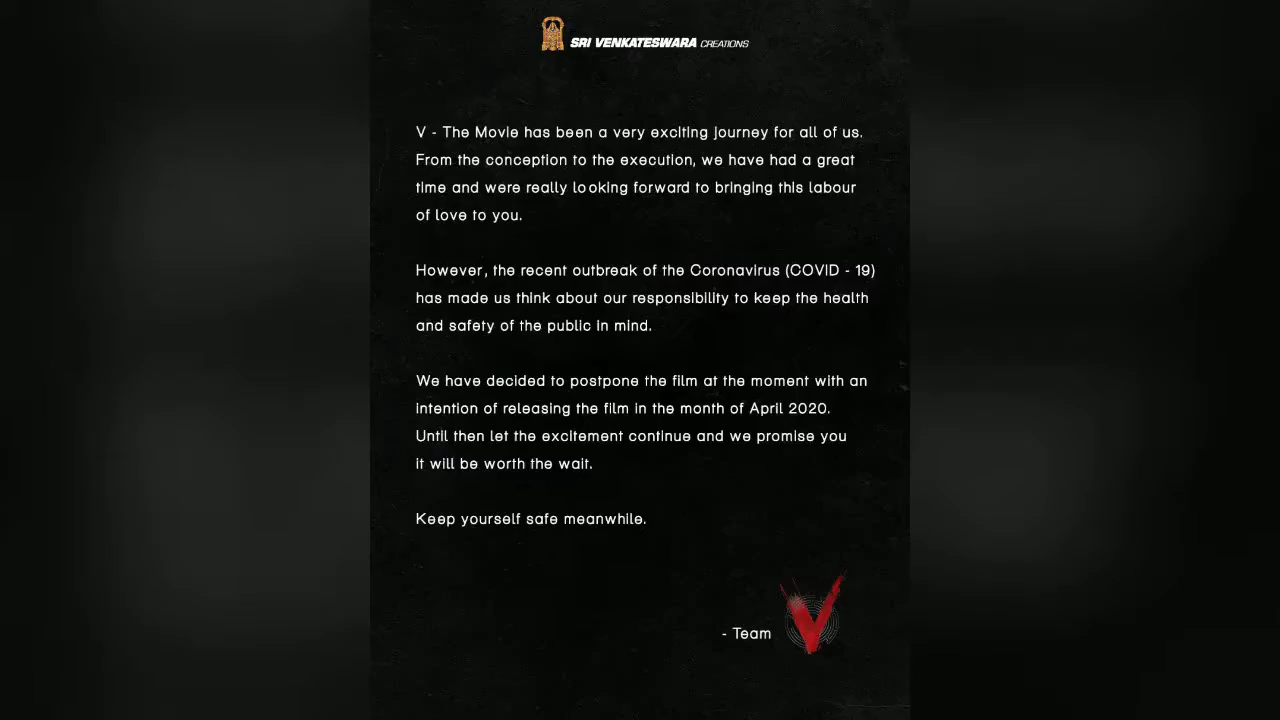 SRI VENKATESWARA CREATIONS
V - The Movie has been a very exciting journey for all of us.
From the conception to the execution, we have had a great
time and were really looking forward to bringing this labour
of love to you.
However, the recent outbreak of the Coronavirus (COVID - 19)
has made us think about our responsibility to keep the health
and safety of the public in mind.
We have decided to postpone the film at the moment with an
intention of releasing the film in the month of April 2020.
Until then let the excitement continue and we promise you
it will be worth the wait.
Keep yourself safe meanwhile.
- Team V